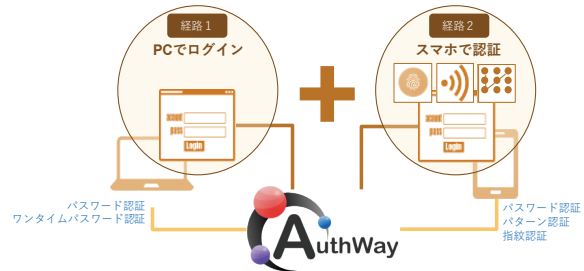 経路1
PCでログイン
account
pass
Login
経路2
スマホで認証
account
pass
Login
パスワード認証
ワンタイムパスワード認証
パスワード認証
パターン認証
指紋認証
AuthWay